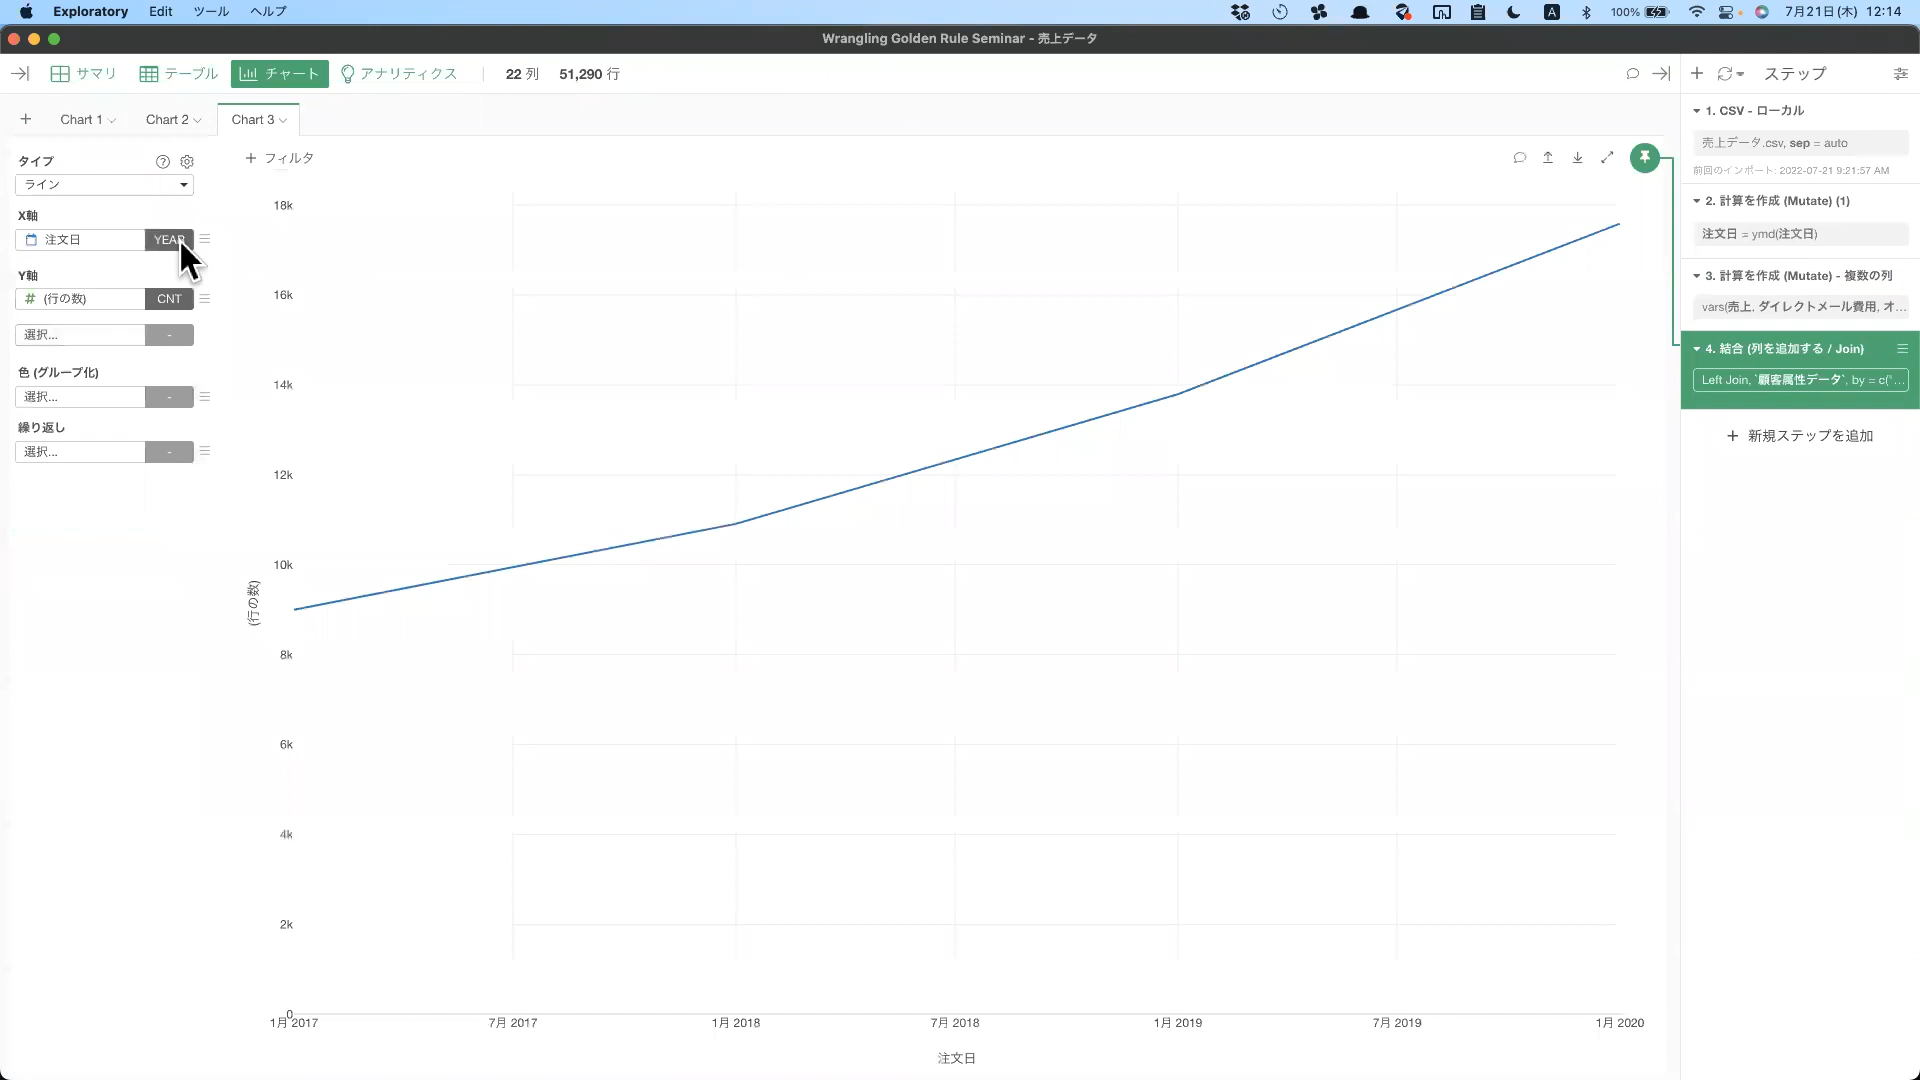 Exploratory Edit ツール ヘルプ
A 100% 7月21日(木) 12:14
Wrangling Golden Rule Seminar - 売上データ
サマリ テーブル チャート アナリティクス 22 列 51,290 行
ステップ
Chart 1 Chart 2 Chart 3
タイプ
ライン
X軸
注文日 YEAR
Y軸
# (行の数) CNT
選択... -
色 (グループ化)
選択... -
繰り返し
選択... -
フィルタ
18k
16k
14k
12k
10k
8k
6k
4k
2k
0
(行の数)
1月 2017 7月 2017 1月 2018 7月 2018 1月 2019 7月 2019 1月 2020
注文日
1. CSV - ローカル
売上データ.csv, sep = auto
前回のインポート: 2022-07-21 9:21:57 AM
2. 計算を作成 (Mutate) (1)
注文日 = ymd(注文日)
3. 計算を作成 (Mutate) - 複数の列
vars(売上, ダイレクトメール費用, オ...
4. 結合 (列を追加する / Join)
Left Join, `顧客属性データ`, by = c("...
新規ステップを追加